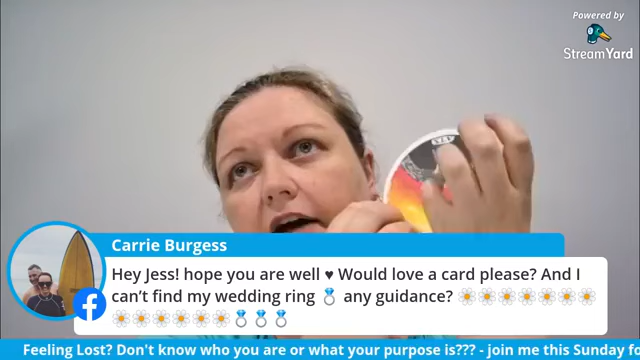 Powered by
StreamYard
Carrie Burgess
Hey Jess! hope you are well ♥ Would love a card please? And I
can't find my wedding ring 💍 any guidance? 🌼🌼🌼🌼🌼🌼🌼
🌼🌼🌼🌼🌼🌼💍💍💍
Feeling Lost? Don't know who you are or what your purpose is??? - join me this Sunday fo